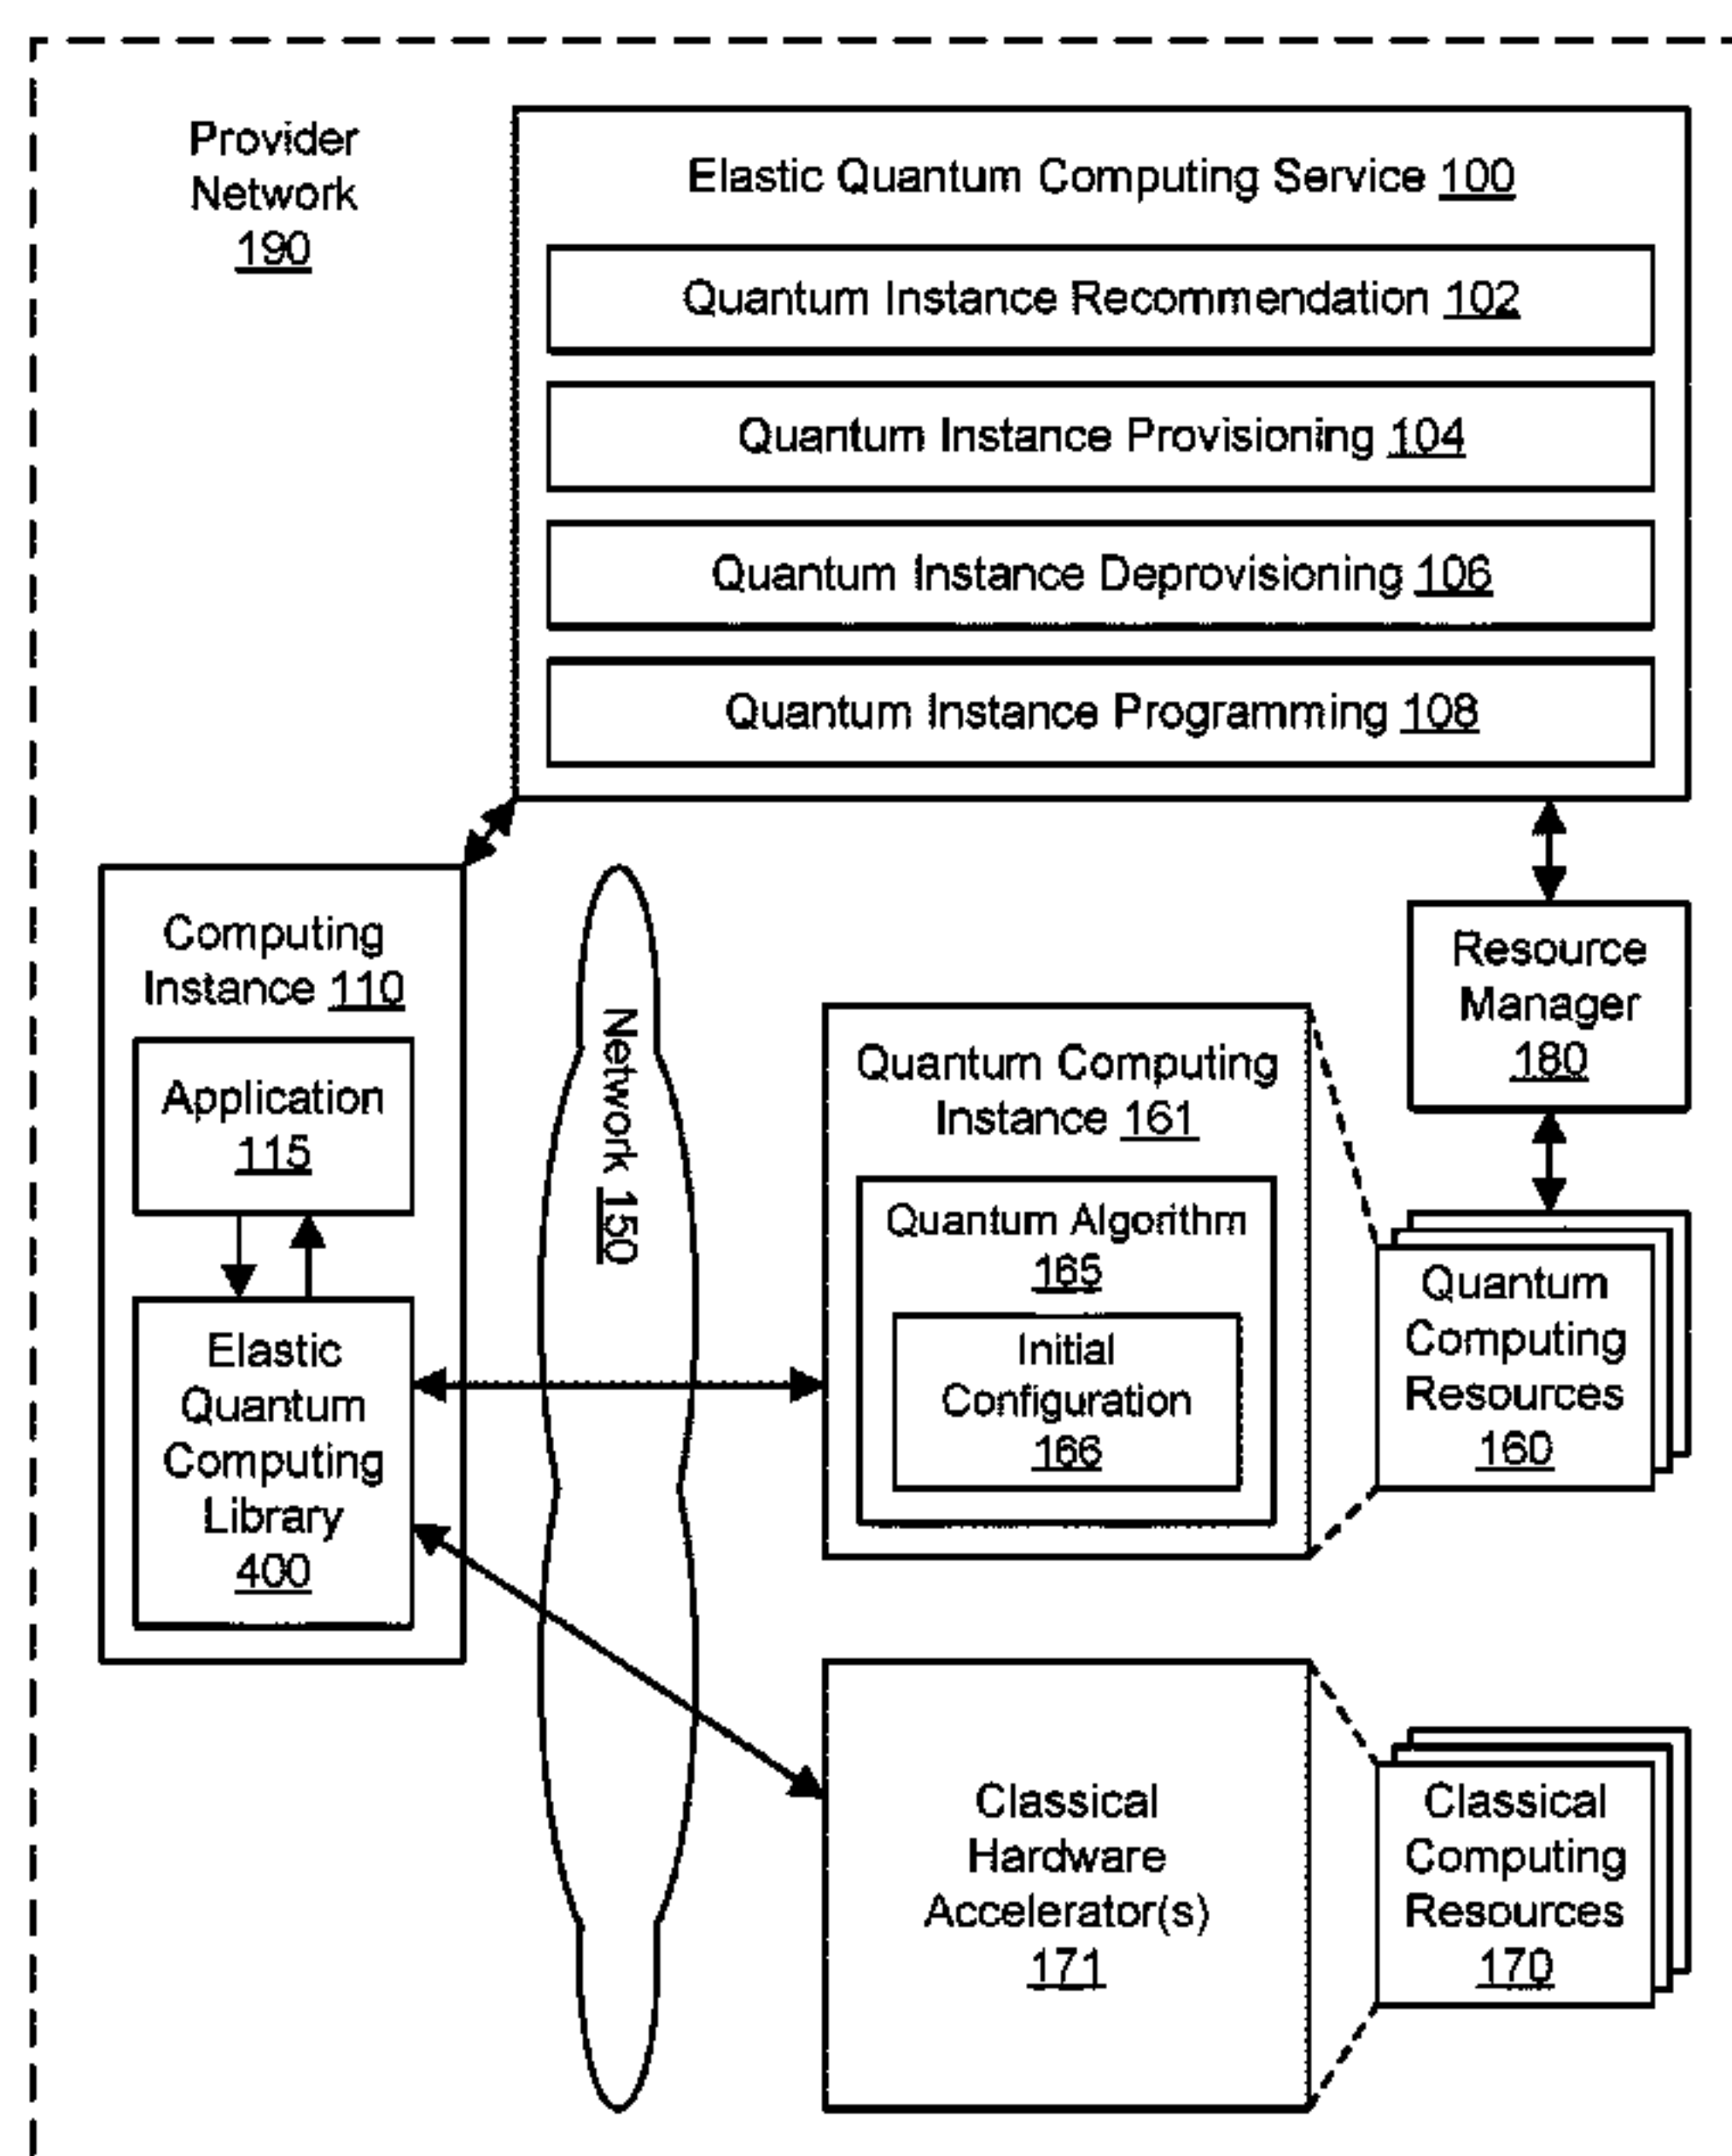 Provider
Network
190
Elastic Quantum Computing Service 100
Quantum Instance Recommendation 102
Quantum Instance Provisioning 104
Quantum Instance Deprovisioning 106
Quantum Instance Programming 108
Computing
Instance 110
Application
115
Elastic
Quantum
Computing
Library
400
Network 150
Quantum Computing
Instance 161
Quantum Algorithm
165
Initial
Configuration
166
Resource
Manager
180
Quantum
Computing
Resources
160
Classical
Hardware
Accelerator(s)
171
Classical
Computing
Resources
170